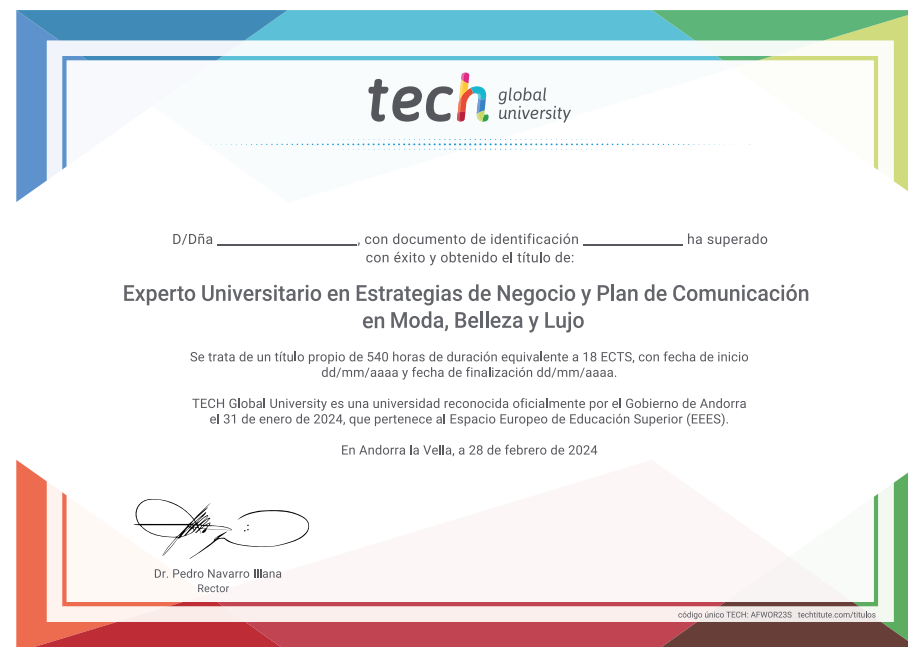 tech global
university
D/Dña ____________________, con documento de identificación ______________ ha superado
con éxito y obtenido el título de:
Experto Universitario en Estrategias de Negocio y Plan de Comunicación
en Moda, Belleza y Lujo
Se trata de un título propio de 540 horas de duración equivalente a 18 ECTS, con fecha de inicio
dd/mm/aaaa y fecha de finalización dd/mm/aaaa.
TECH Global University es una universidad reconocida oficialmente por el Gobierno de Andorra
el 31 de enero de 2024, que pertenece al Espacio Europeo de Educación Superior (EEES).
En Andorra la Vella, a 28 de febrero de 2024
Dr. Pedro Navarro Illana
Rector
código único TECH: AFWOR23S techtitute.com/titulos